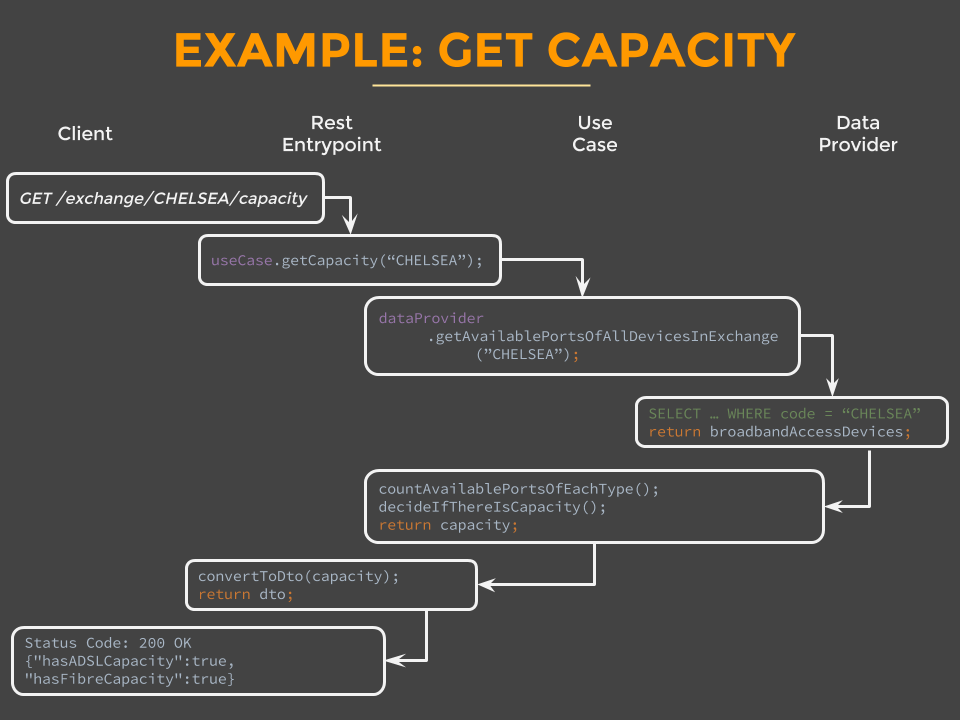 EXAMPLE: GET CAPACITY
Client
Rest
Entrypoint
Use
Case
Data
Provider
GET /exchange/CHELSEA/capacity
useCase.getCapacity(“CHELSEA”);
dataProvider
.getAvailablePortsOfAllDevicesInExchange
(”CHELSEA”);
SELECT … WHERE code = “CHELSEA”
return broadbandAccessDevices;
countAvailablePortsOfEachType();
decideIfThereIsCapacity();
return capacity;
convertToDto(capacity);
return dto;
Status Code: 200 OK
{"hasADSLCapacity":true,
"hasFibreCapacity":true}